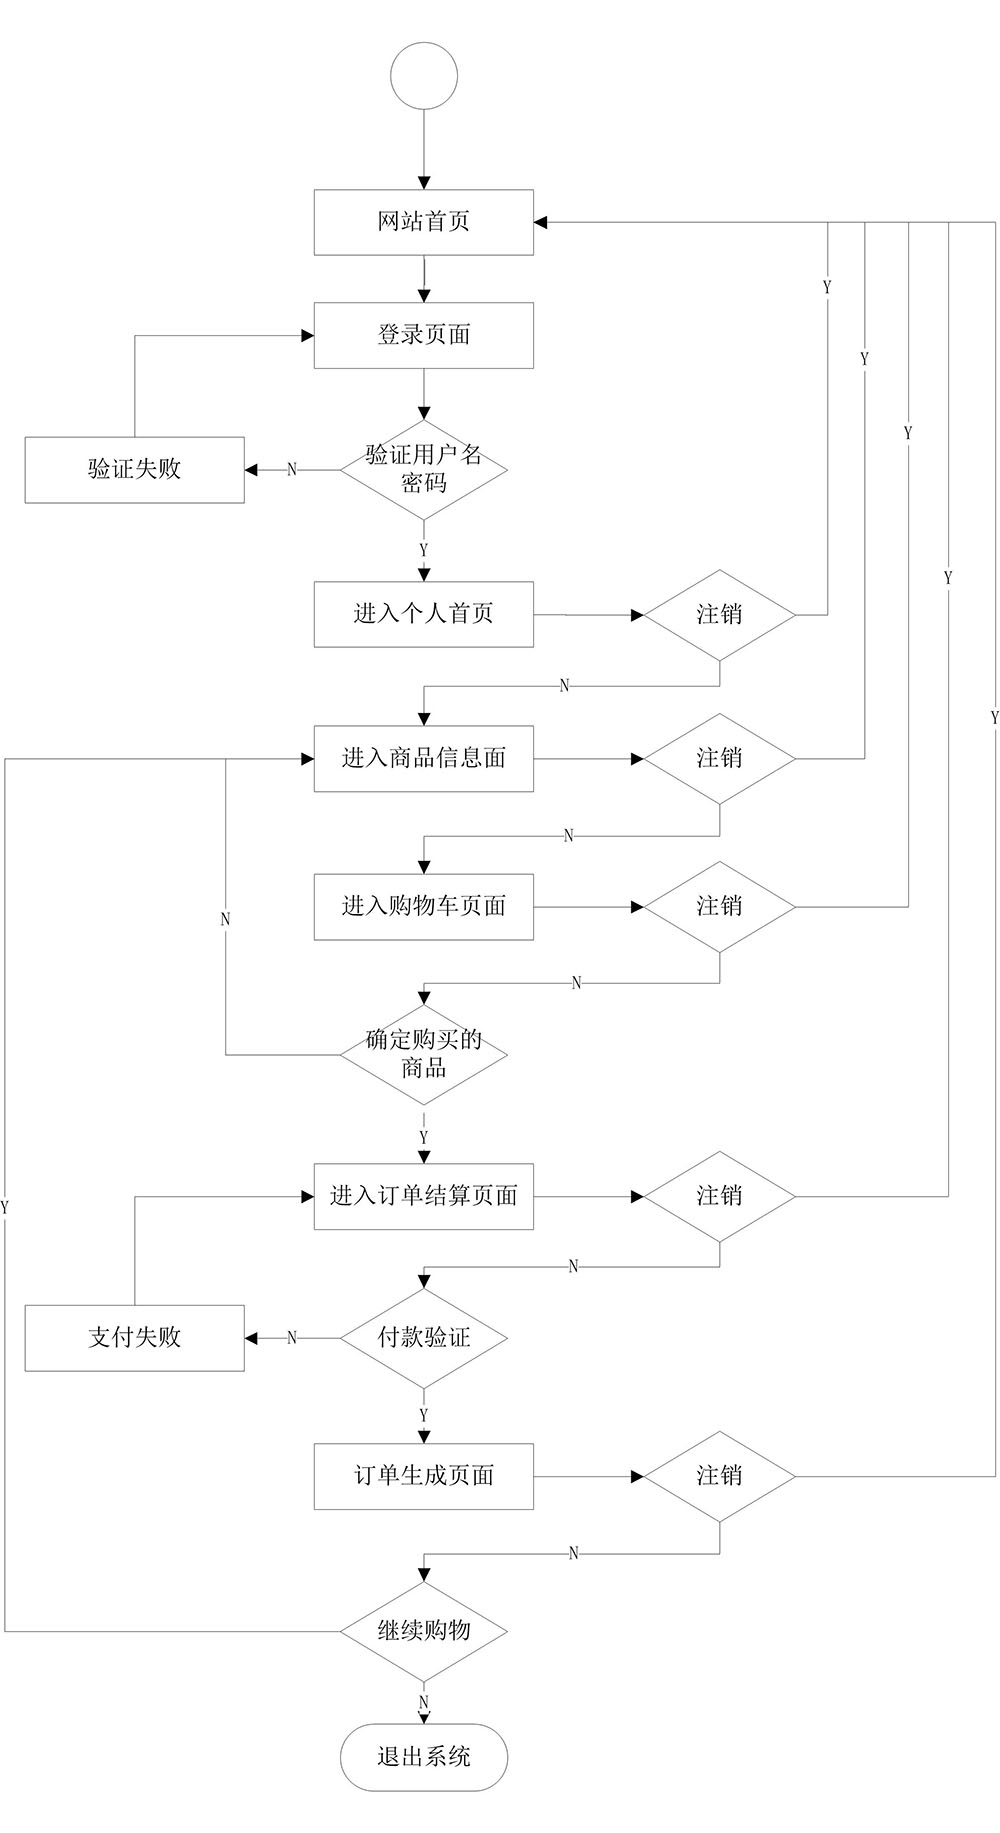 网站首页
Y
登录页面
Y
Y
验证用户名
密码
N
验证失败
Y
Y
进入个人首页
注销
N
Y
进入商品信息面
注销
N
进入购物车页面
注销
N
N
确定购买的
商品
Y
进入订单结算页面
注销
Y
N
付款验证
N
支付失败
Y
订单生成页面
注销
N
继续购物
N
退出系统